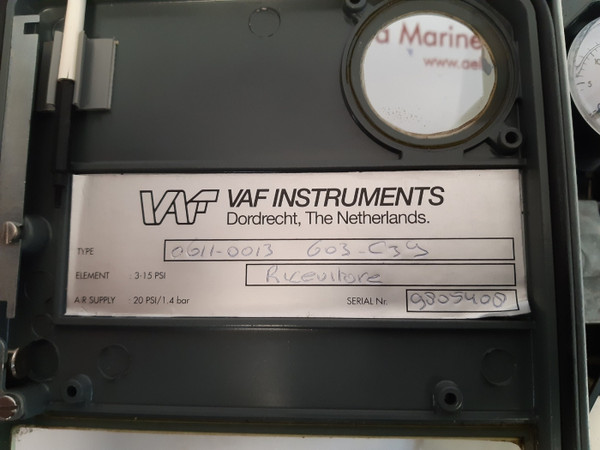 a Marine
www.ae
VAF VAF INSTRUMENTS
Dordrecht, The Netherlands.
TYPE 0611-0013 603-C39
ELEMENT : 3-15 PSI Ricevitore
AIR SUPPLY : 20 PSI/1.4 bar SERIAL Nr. 9805408